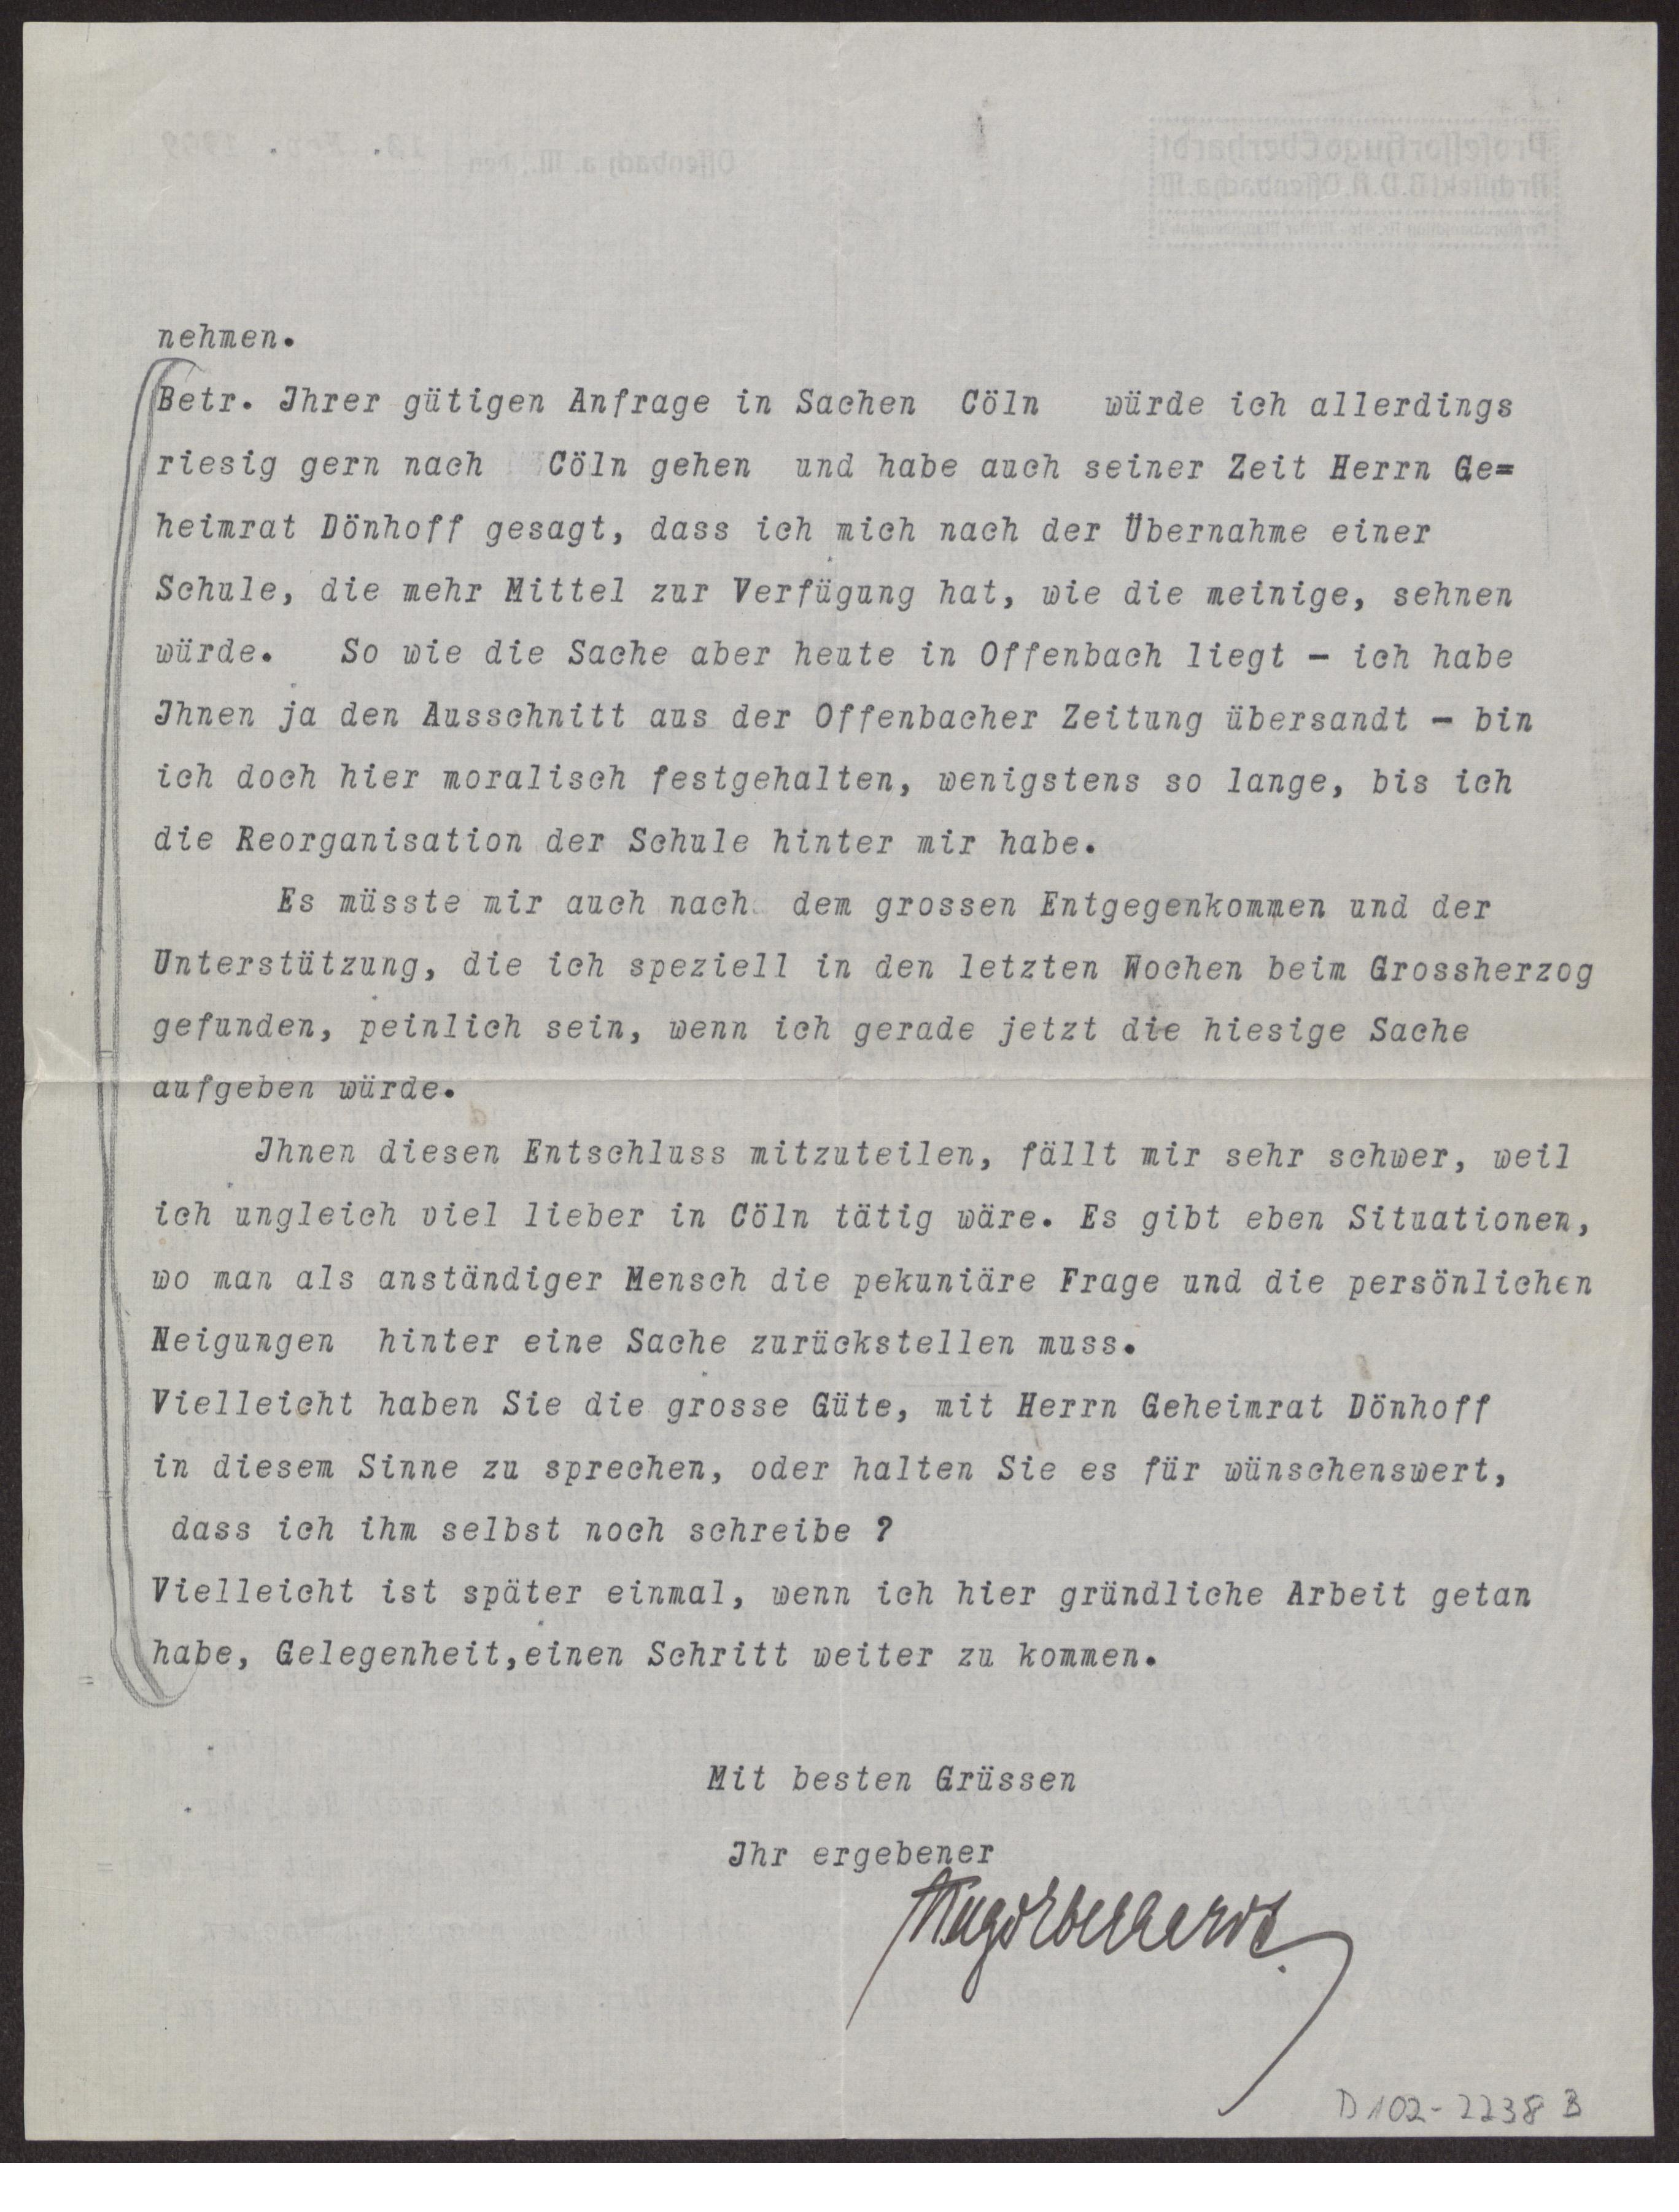 nehmen.
Betr. Ihrer gütigen Anfrage in Sachen Cöln würde ich allerdings
riesig gern nach Cöln gehen und habe auch seiner Zeit Herrn Ge=
heimrat Dönhoff gesagt, dass ich mich nach der Übernahme einer
Schule, die mehr Mittel zur Verfügung hat, wie die meinige, sehnen
würde. So wie die Sache aber heute in Offenbach liegt - ich habe
Ihnen ja den Ausschnitt aus der Offenbacher Zeitung übersandt - bin
ich doch hier moralisch festgehalten, wenigstens so lange, bis ich
die Reorganisation der Schule hinter mir habe.
Es müsste mir auch nach dem grossen Entgegenkommen und der
Unterstützung, die ich speziell in den letzten Wochen beim Grossherzog
gefunden, peinlich sein, wenn ich gerade jetzt die hiesige Sache
aufgeben würde.
Ihnen diesen Entschluss mitzuteilen, fällt mir sehr schwer, weil
ich ungleich viel lieber in Cöln tätig wäre. Es gibt eben Situationen,
wo man als anständiger Mensch die pekuniäre Frage und die persönlichen
Neigungen hinter eine Sache zurückstellen muss.
Vielleicht haben Sie die grosse Güte, mit Herrn Geheimrat Dönhoff
in diesem Sinne zu sprechen, oder halten Sie es für wünschenswert,
dass ich ihm selbst noch schreibe ?
Vielleicht ist später einmal, wenn ich hier gründliche Arbeit getan
habe, Gelegenheit,einen Schritt weiter zu kommen.
Mit besten Grüssen
Ihr ergebener
HugoEberhardt.
D 102-2238 B